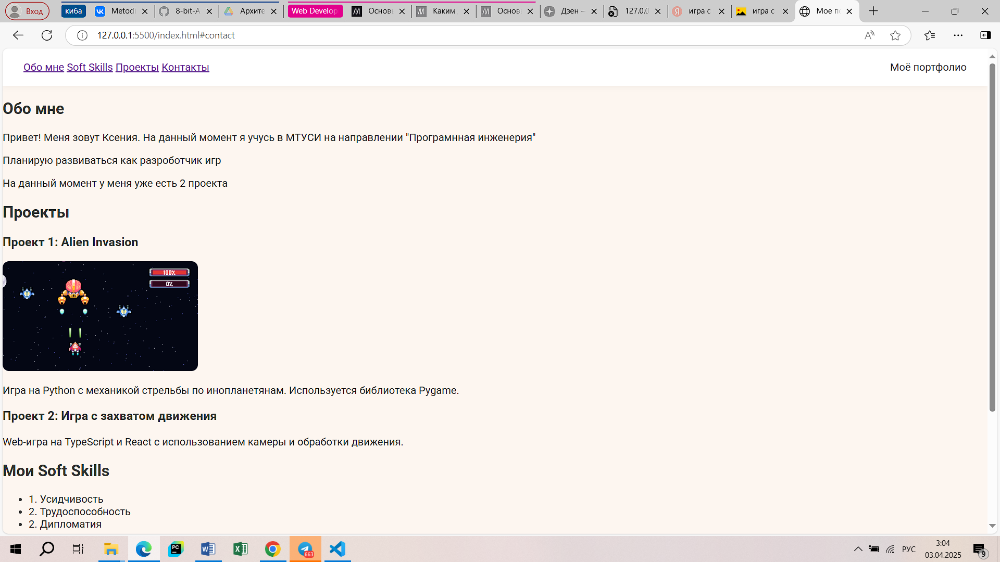 Вход
киба
Metodi
8-bit-A
Архите
Web Develop
Основ
Каким
Основ
Дзен –
127.0.0
игра с
игра с
Мое по
127.0.0.1:5500/index.html#contact
Обо мне Soft Skills Проекты Контакты
Моё портфолио
Обо мне
Привет! Меня зовут Ксения. На данный момент я учусь в МТУСИ на направлении "Програмнная инженерия"
Планирую развиваться как разроботчик игр
На данный момент у меня уже есть 2 проекта
Проекты
Проект 1: Alien Invasion
100%
0%
Игра на Python с механикой стрельбы по инопланетянам. Используется библиотека Pygame.
Проект 2: Игра с захватом движения
Web-игра на TypeScript и React с использованием камеры и обработки движения.
Мои Soft Skills
• 1. Усидчивость
• 2. Трудоспособность
• 2. Дипломатия
663
РУС
3:04
03.04.2025
9